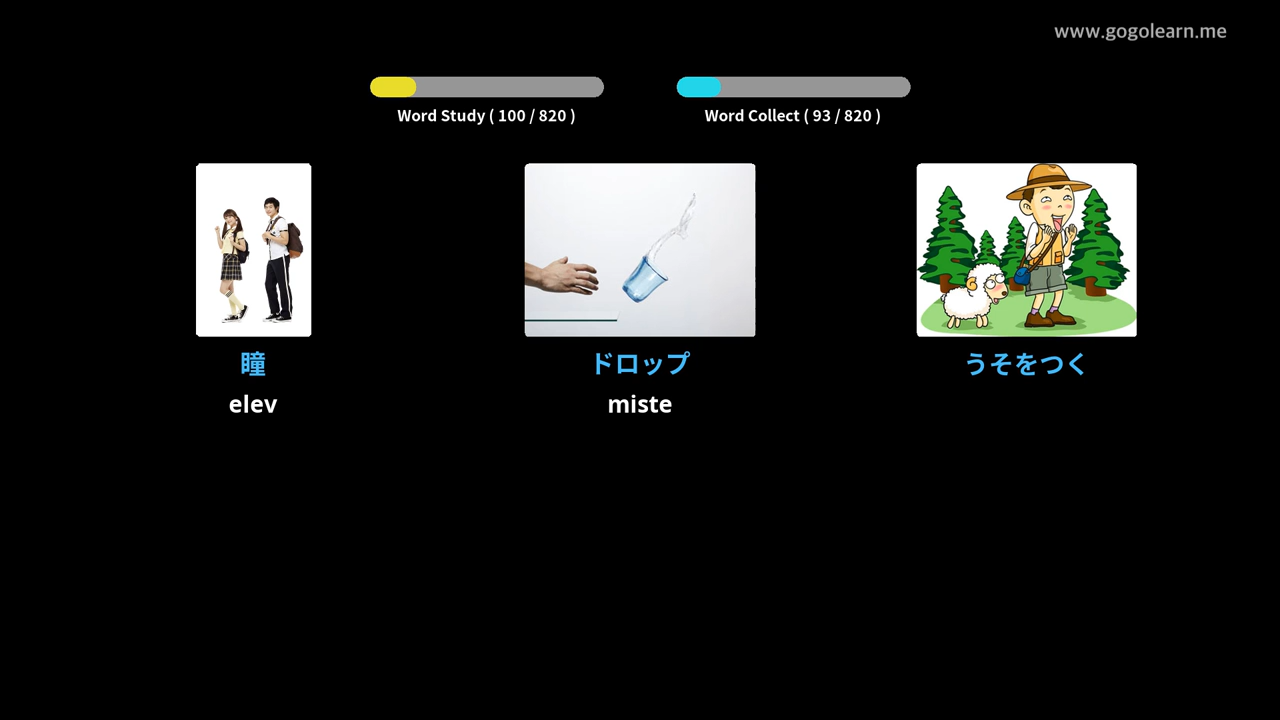 www.gogolearn.me
Word Study ( 100 / 820 )
Word Collect ( 93 / 820 )
瞳
ドロップ
うそをつく
elev
miste